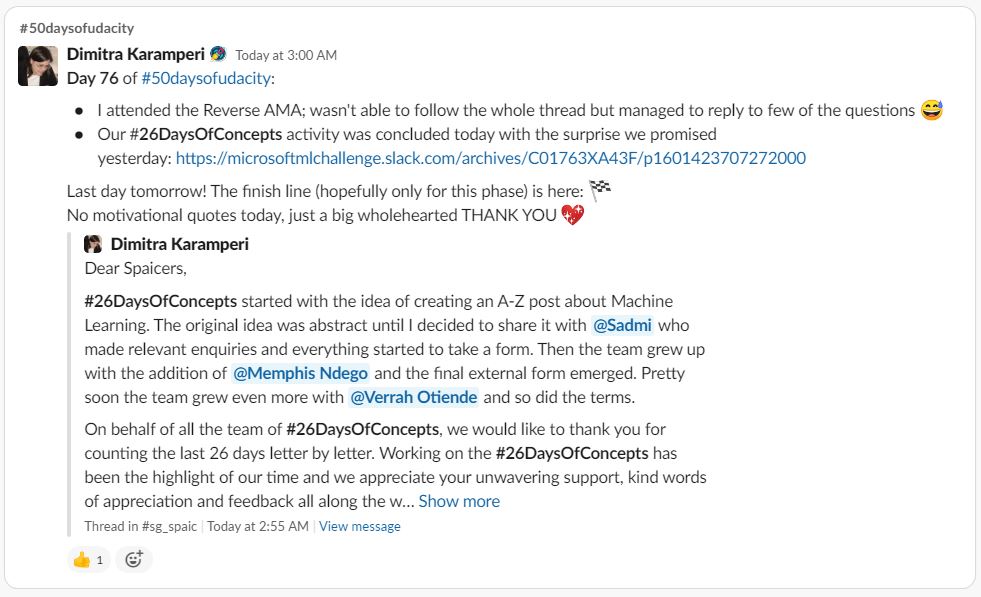 #50daysofudacity
Dimitra Karamperi Today at 3:00 AM
Day 76 of #50daysofudacity:
• I attended the Reverse AMA; wasn't able to follow the whole thread but managed to reply to few of the questions 😅
• Our #26DaysOfConcepts activity was concluded today with the surprise we promised
yesterday: https://microsoftmlchallenge.slack.com/archives/C01763XA43F/p1601423707272000
Last day tomorrow! The finish line (hopefully only for this phase) is here: 🏁
No motivational quotes today, just a big wholehearted THANK YOU 💖
Dimitra Karamperi
Dear Spaicers,
#26DaysOfConcepts started with the idea of creating an A-Z post about Machine
Learning. The original idea was abstract until I decided to share it with @Sadmi who
made relevant enquiries and everything started to take a form. Then the team grew up
with the addition of @Memphis Ndego and the final external form emerged. Pretty
soon the team grew even more with @Verrah Otiende and so did the terms.
On behalf of all the team of #26DaysOfConcepts, we would like to thank you for
counting the last 26 days letter by letter. Working on the #26DaysOfConcepts has
been the highlight of our time and we appreciate your unwavering support, kind words
of appreciation and feedback all along the w... Show more
Thread in #sg_spaic | Today at 2:55 AM | View message
👍 1